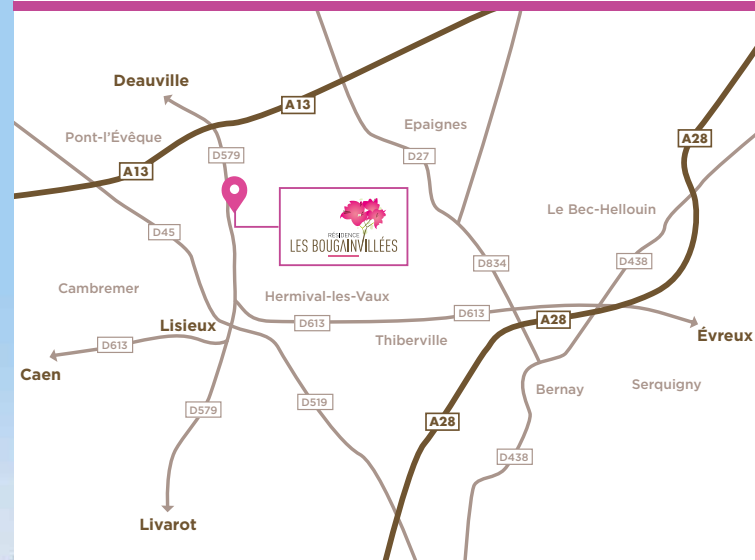 Deauville
A13
Pont-l'Évêque
Epaignes
A28
D579
D27
A13
Le Bec-Hellouin
RÉSIDENCE
LES BOUGAINVILLÉES
D45
D834
D438
Cambremer
Hermival-les-Vaux
D613
D613
A28
Lisieux
Thiberville
Évreux
D613
Caen
Bernay
Serquigny
D579
D519
A28
D438
Livarot